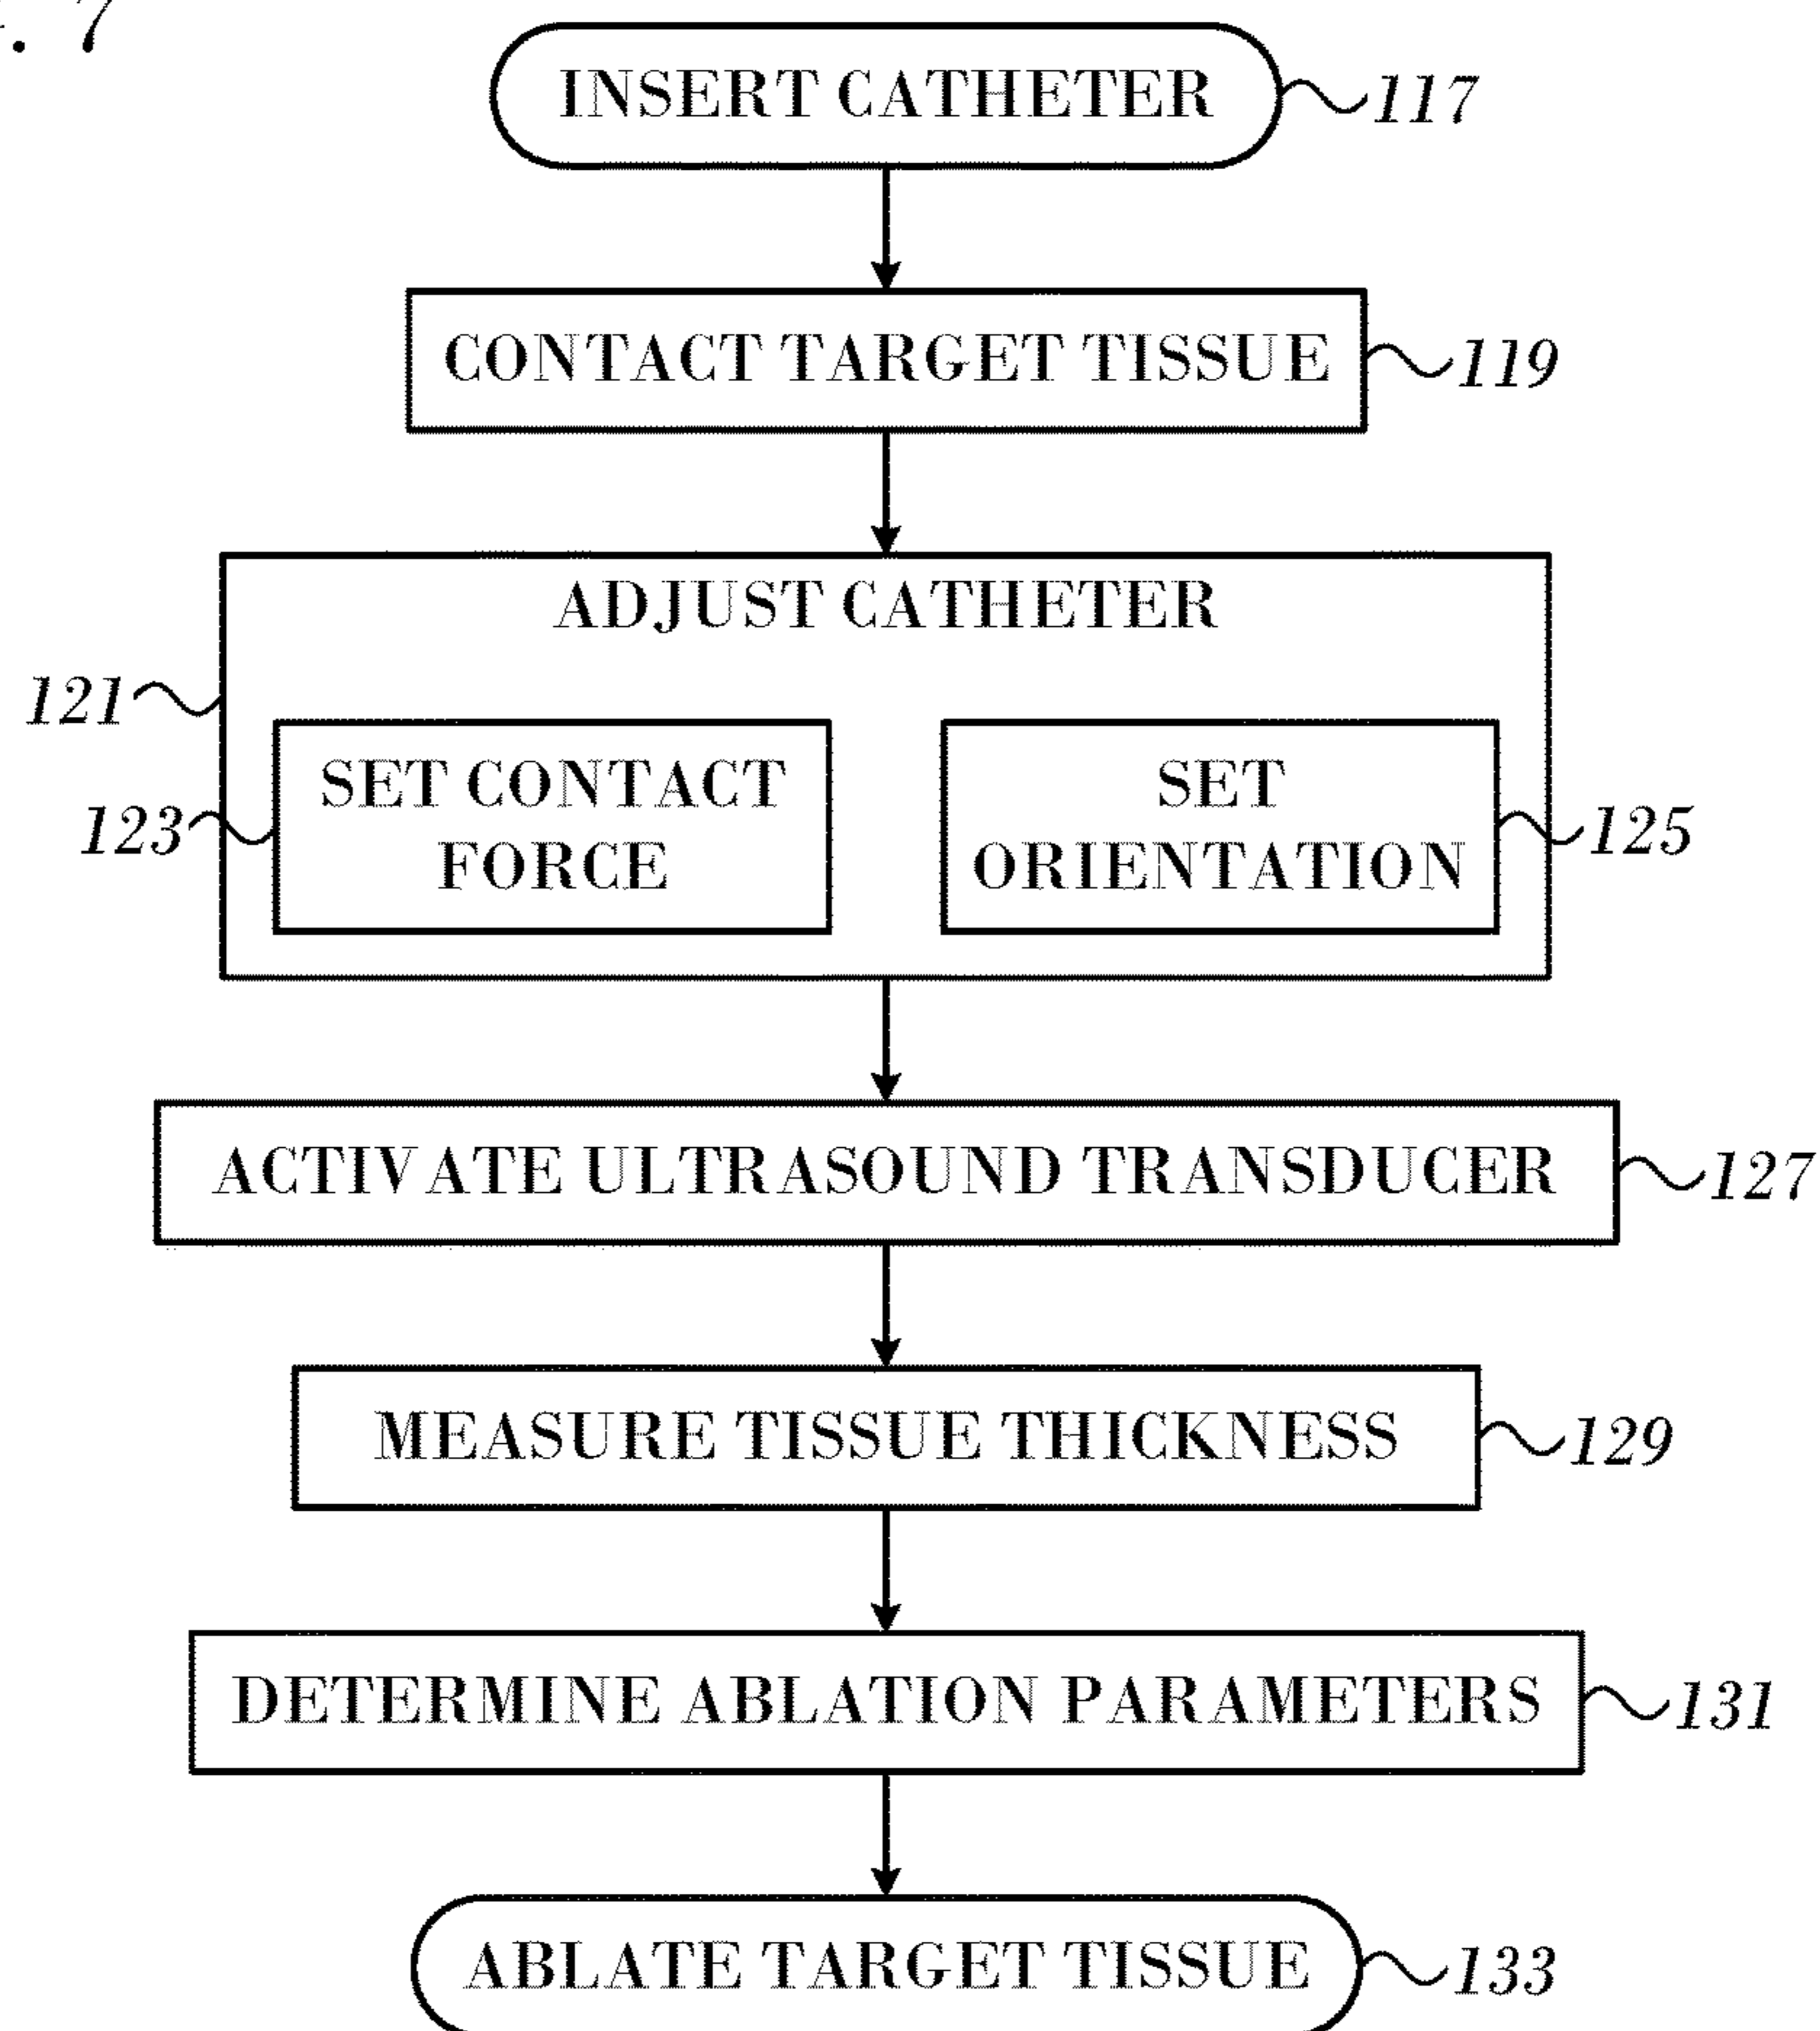 . 7
INSERT CATHETER 117
CONTACT TARGET TISSUE 119
ADJUST CATHETER
121
SET CONTACT
FORCE
123
SET
ORIENTATION
125
ACTIVATE ULTRASOUND TRANSDUCER 127
MEASURE TISSUE THICKNESS 129
DETERMINE ABLATION PARAMETERS 131
ABLATE TARGET TISSUE 133